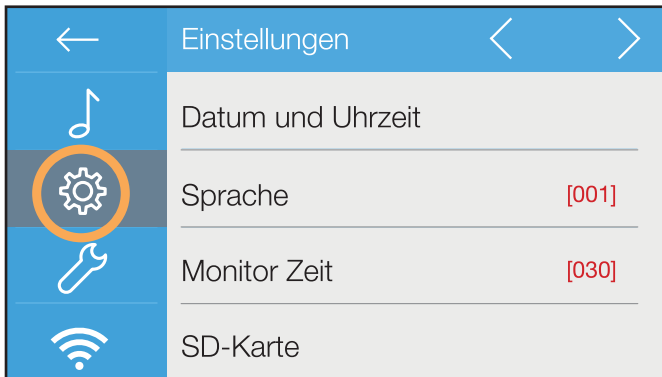 Einstellungen
Datum und Uhrzeit
Sprache [001]
Monitor Zeit [030]
SD-Karte